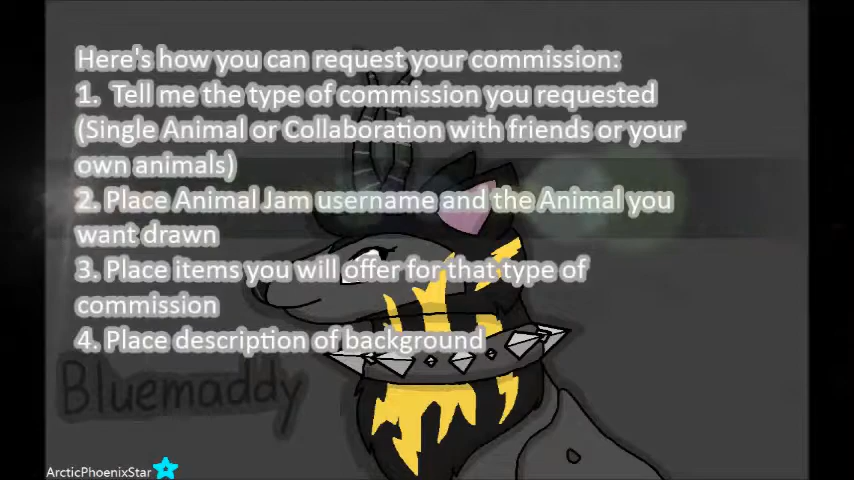 Here's how you can request your commission:
1.  Tell me the type of commission you requested
(Single Animal or Collaboration with friends or your
own animals)
2. Place Animal Jam username and the Animal you
want drawn
3. Place items you will offer for that type of
commission
4. Place description of background
Bluemaddy
ArcticPhoenixStar